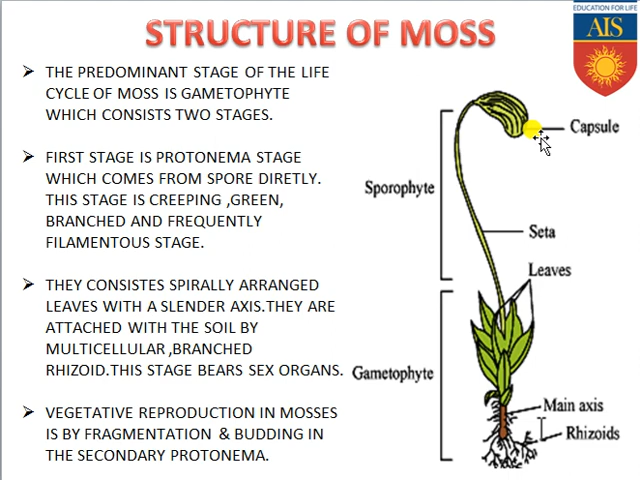 STRUCTURE OF MOSS
EDUCATION FOR LIFE
AIS
THE PREDOMINANT STAGE OF THE LIFE
CYCLE OF MOSS IS GAMETOPHYTE
WHICH CONSISTS TWO STAGES.
FIRST STAGE IS PROTONEMA STAGE
WHICH COMES FROM SPORE DIRETLY.
THIS STAGE IS CREEPING ,GREEN,
BRANCHED AND FREQUENTLY
FILAMENTOUS STAGE.
THEY CONSISTES SPIRALLY ARRANGED
LEAVES WITH A SLENDER AXIS.THEY ARE
ATTACHED WITH THE SOIL BY
MULTICELLULAR ,BRANCHED
RHIZOID.THIS STAGE BEARS SEX ORGANS.
VEGETATIVE REPRODUCTION IN MOSSES
IS BY FRAGMENTATION & BUDDING IN
THE SECONDARY PROTONEMA.
Capsule
Sporophyte
Seta
Leaves
Gametophyte
Main axis
Rhizoids